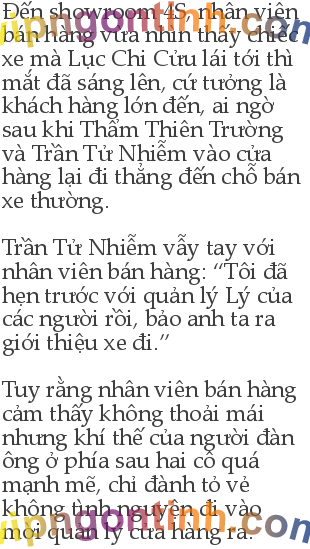 Đến showroom 4S, nhân viên
bán hàng vừa nhìn thấy chiếc
xe mà Lục Chi Cửu lái tới thì
mắt đã sáng lên, cứ tưởng là
khách hàng lớn đến, ai ngờ
sau khi Thẩm Thiên Trường
và Trần Tử Nhiễm vào cửa
hàng lại đi thẳng đến chỗ bán
xe thường.

Trần Tử Nhiễm vẫy tay với
nhân viên bán hàng: “Tôi đã
hẹn trước với quản lý Lý của
các người rồi, bảo anh ta ra
giới thiệu xe đi.”

Tuy rằng nhân viên bán hàng
cảm thấy không thoải mái
nhưng khí thế của người đàn
ông ở phía sau hai cô quá
mạnh mẽ, chỉ đành tỏ vẻ
không tình nguyện đi vào
mời quản lý cửa hàng ra.
vipngontinh.com
vipngontinh.com